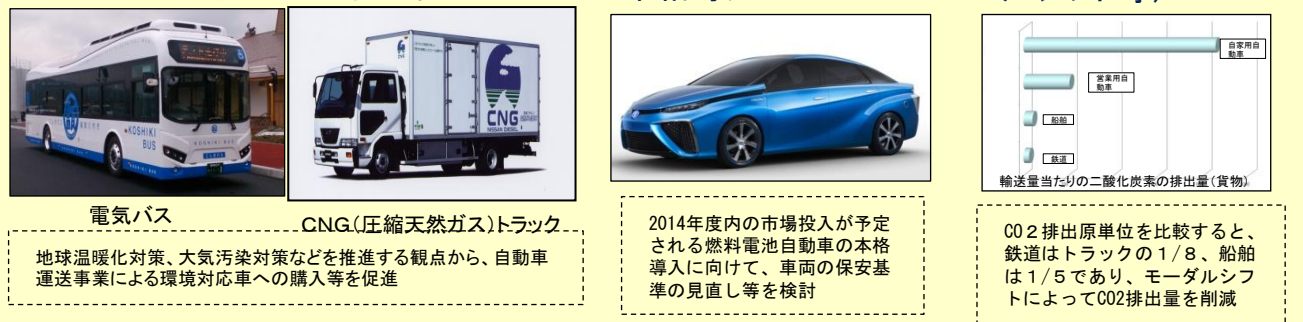 KOSHIKI
BUS
KOSHIKI BUS
CNG
NISSAN DIESEL
電気バス
CNG(圧縮天然ガス)トラック
地球温暖化対策、大気汚染対策などを推進する観点から、自動車
運送事業による環境対応車への購入等を促進
2014年度内の市場投入が予定
される燃料電池自動車の本格
導入に向けて、車両の保安基
準の見直し等を検討
自家用自
動車
営業用自
動車
船舶
鉄道
輸送量当たりの二酸化炭素の排出量(貨物)
CO2排出原単位を比較すると、
鉄道はトラックの1/8、船舶
は1/5であり、モーダルシフ
トによってCO2排出量を削減